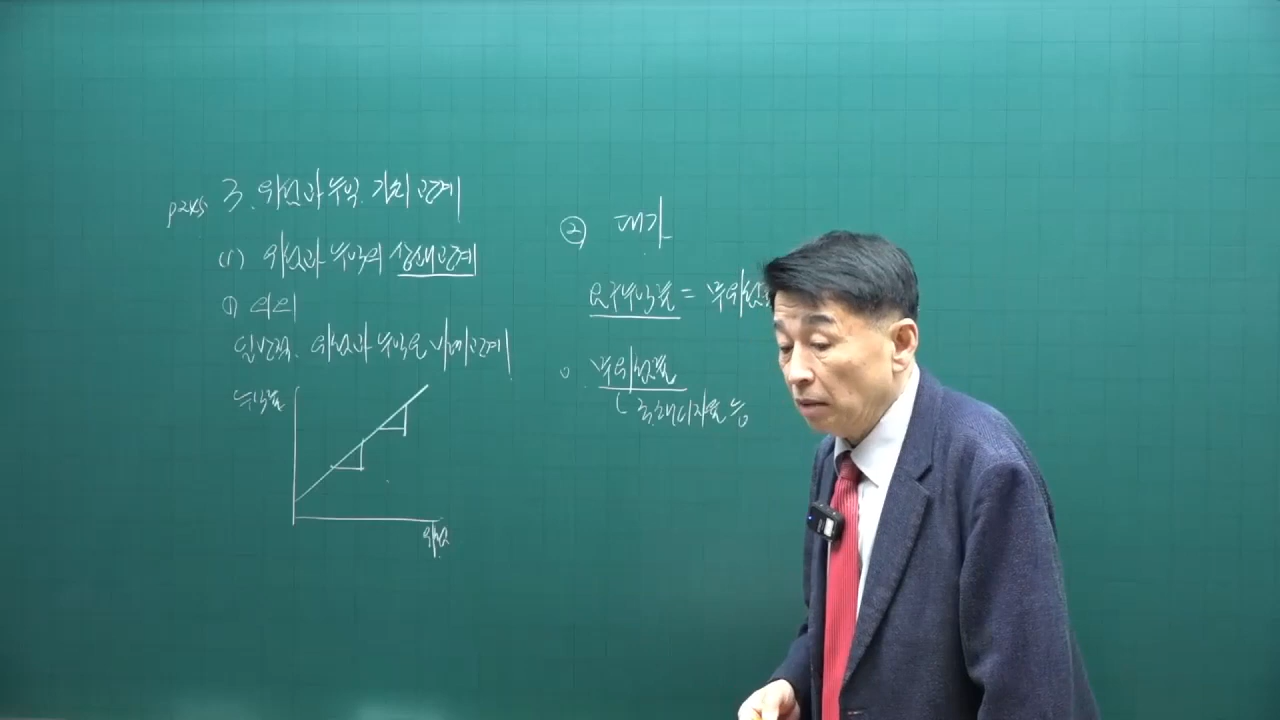 p245 3. 위험과 수익. 가치 관계
(1) 위험과 수익의 상쇄관계
① 의의
일반적. 위험과 수익은 비례관계
수익률
위험
② 대가
요구수익률 = 무위험률
무위험률